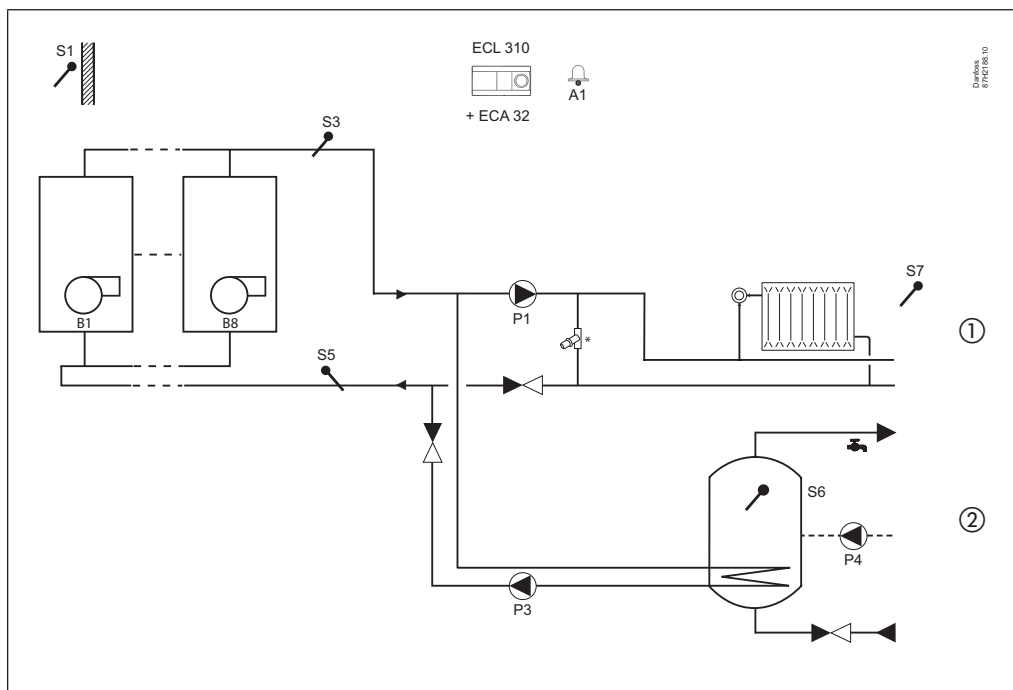 S1
ECL 310
A1
+ ECA 32
Danfoss
87H2188.10
S3
B1
B8
P1
*
S7
①
S5
S6
②
P4
P3